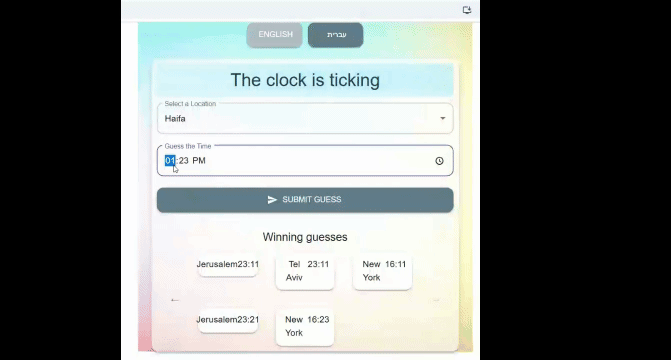 ENGLISH עברית
The clock is ticking
Select a Location
Haifa
Guess the Time
01:23 PM
SUBMIT GUESS
Winning guesses
Jerusalem23:11
Tel Aviv 23:11
New York 16:11
Jerusalem23:21
New York 16:23